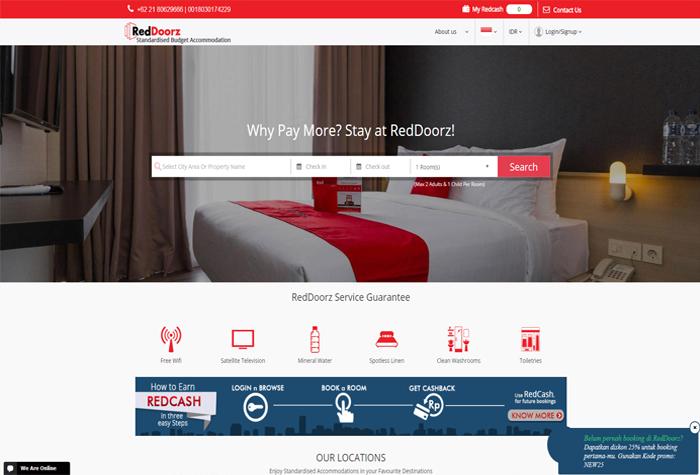 +62 21 80629666 | 0018030174229
My Redcash 0
Contact Us
RedDoorz
Standardised Budget Accommodation
About us
IDR
Login/Signup
Why Pay More? Stay at RedDoorz!
Select City Area Or Property Name
Check in
Check out
1 Room(s)
Search
(Max 2 Adults & 1 Child Per Room)
RedDoorz Service Guarantee
Free Wifi
Satellite Television
Mineral Water
Spotless Linen
Clean Washrooms
Toiletries
How to Earn
REDCASH
in three
easy Steps
LOGIN n BROWSE
BOOK a ROOM
GET CASHBACK
Rp
Use RedCash.
for future bookings
KNOW MORE
OUR LOCATIONS
Enjoy Standardised Accommodations in your Favourite Destinations
We Are Online
Belum pernah booking di RedDoorz?
Dapatkan diskon 25% untuk booking
pertama-mu. Gunakan Kode promo:
NEW25